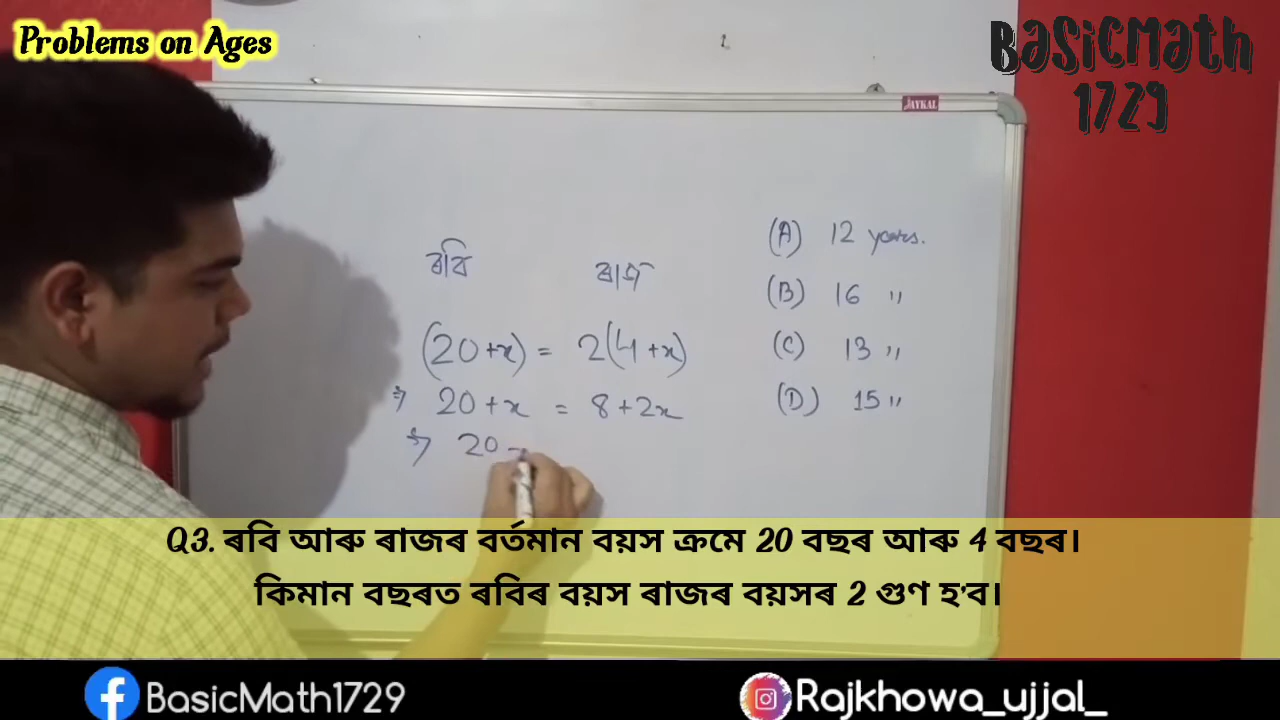 Problems on Ages
BasicMath
1729
JAYKAL
ৰবি ৰাজ
(20+x) = 2(4+x)
⇒ 20+x = 8+2x
⇒ 20 -
(A) 12 years.
(B) 16 "
(C) 13 "
(D) 15 "
Q3. ৰবি আৰু ৰাজৰ বৰ্তমান বয়স ক্ৰমে 20 বছৰ আৰু 4 বছৰ।
কিমান বছৰত ৰবিৰ বয়স ৰাজৰ বয়সৰ 2 গুণ হ'ব।
BasicMath1729
Rajkhowa_ujjal_